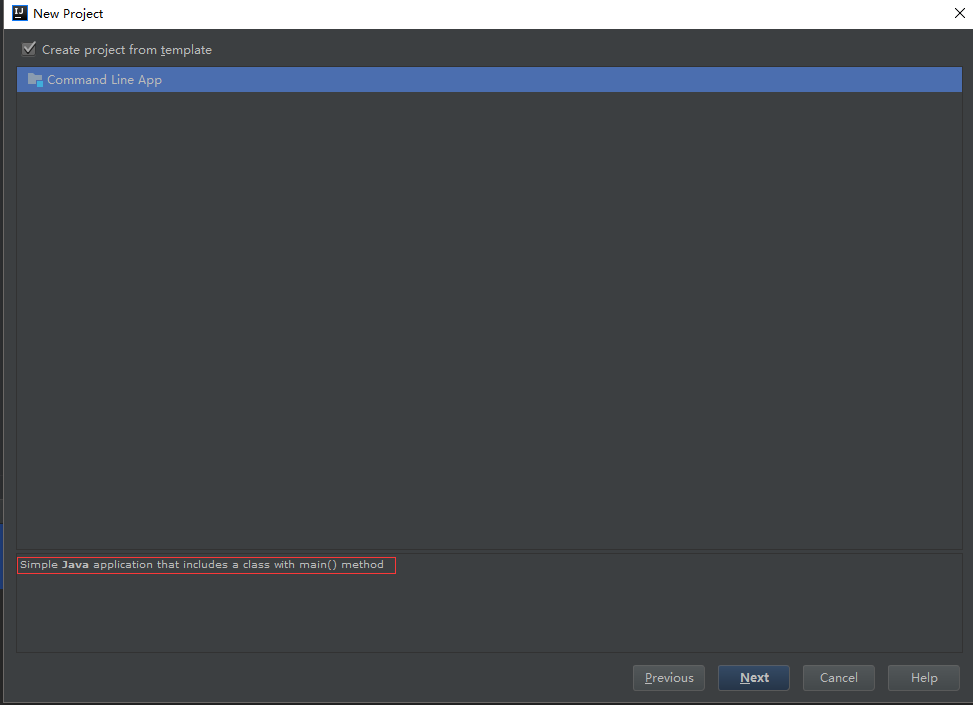 IJ New Project
Create project from template
Command Line App
Simple Java application that includes a class with main() method
Previous Next Cancel Help